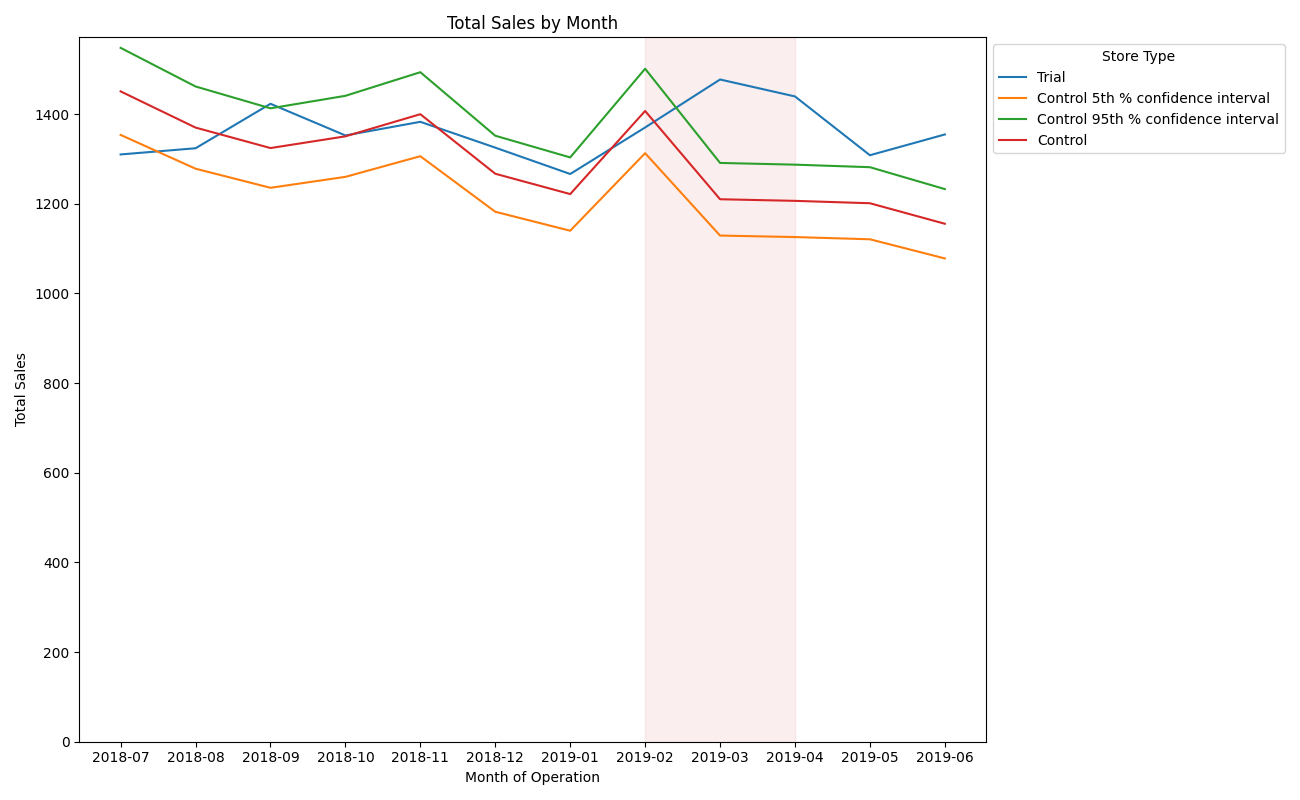 Total Sales by Month
Store Type
Trial
Control 5th % confidence interval
Control 95th % confidence interval
Control
Total Sales
1400
1200
1000
800
600
400
200
0
2018-07 2018-08 2018-09 2018-10 2018-11 2018-12 2019-01 2019-02 2019-03 2019-04 2019-05 2019-06
Month of Operation